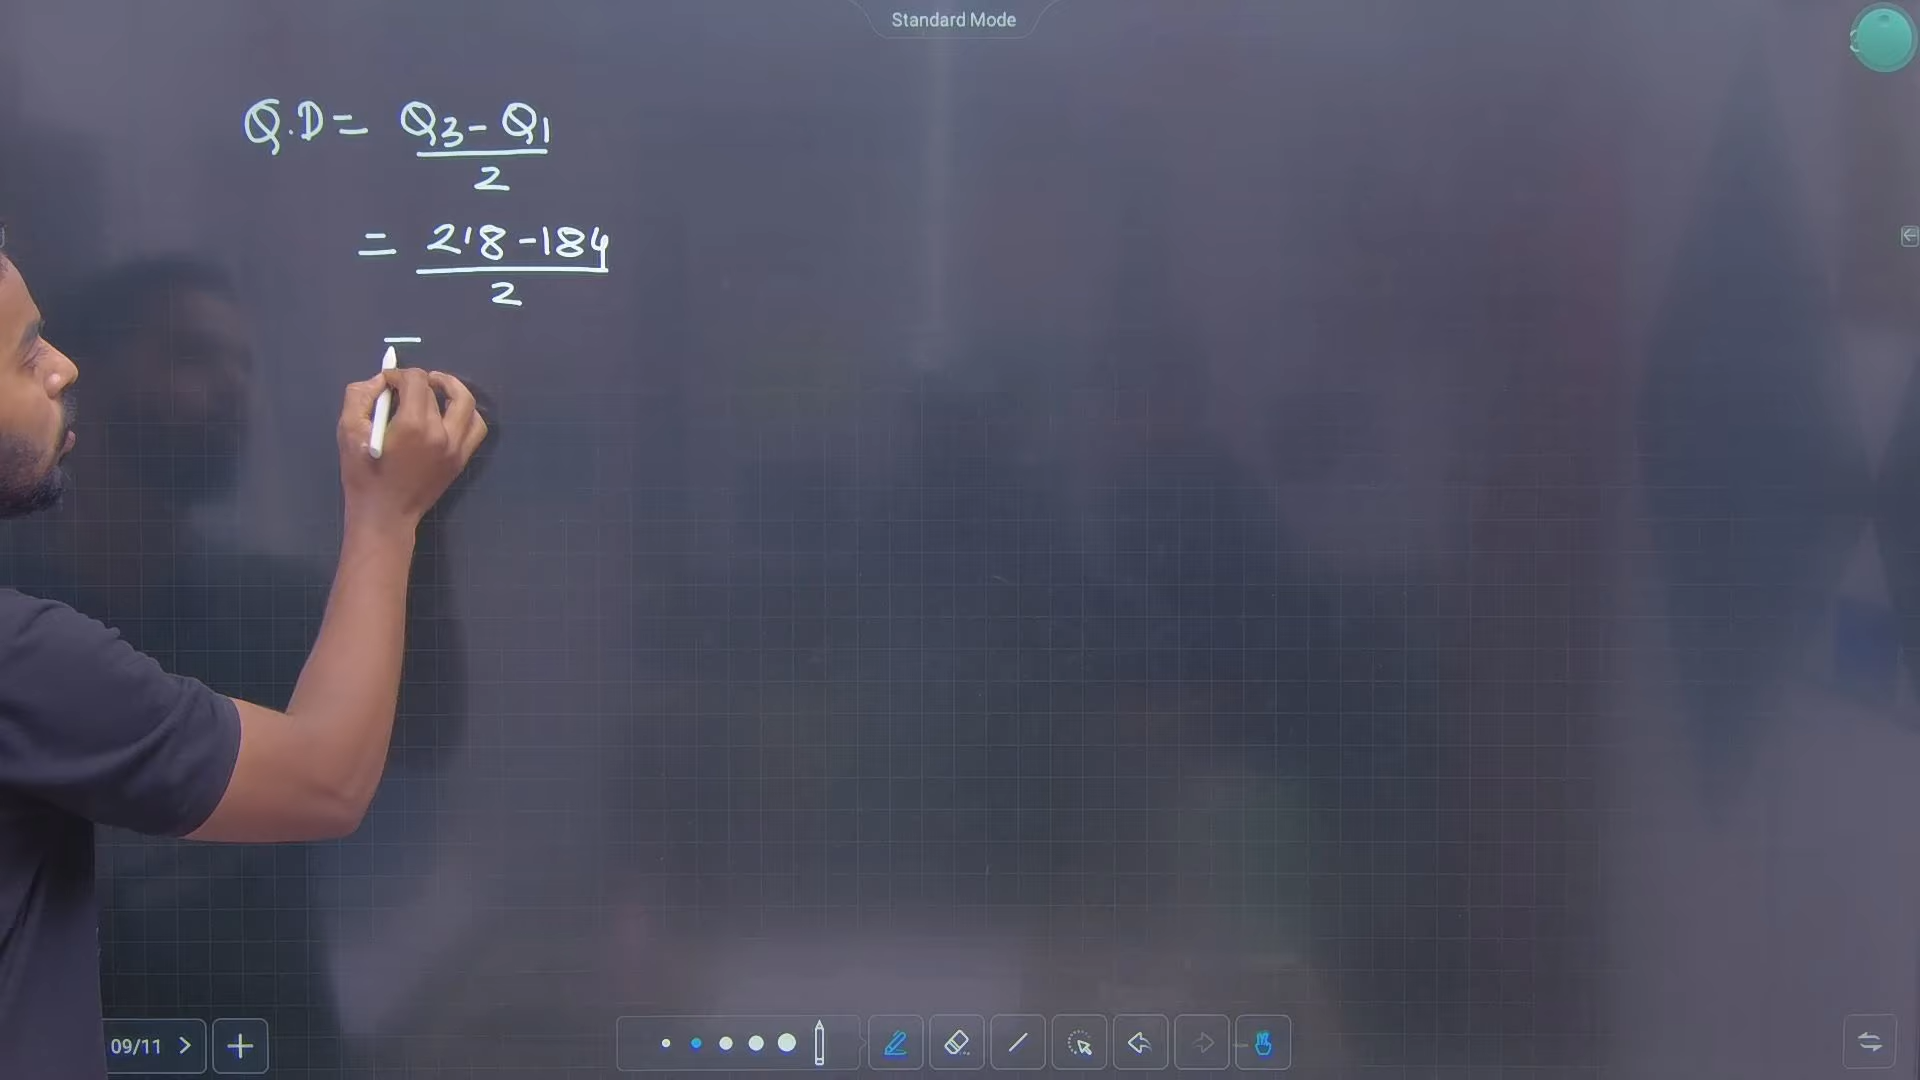 Standard Mode
Q.D = Q3 - Q1
2
= 218 - 184
2
09/11